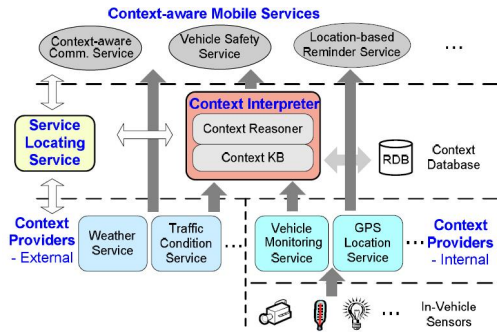 Context-aware Mobile Services
Context-aware
Comm. Service
Vehicle Safety
Service
Location-based
Reminder Service
...
Context Interpreter
Context Reasoner
Context KB
Service
Locating
Service
RDB
Context
Database
Context
Providers
- External
Weather
Service
Traffic
Condition
Service
...
Vehicle
Monitoring
Service
GPS
Location
Service
...
Context
Providers
- Internal
...
In-Vehicle
Sensors